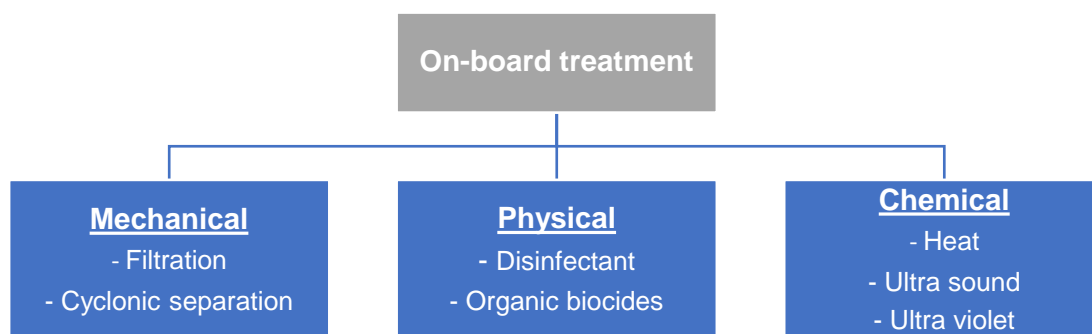 On-board treatment
Mechanical
- Filtration
- Cyclonic separation
Physical
- Disinfectant
- Organic biocides
Chemical
- Heat
- Ultra sound
- Ultra violet